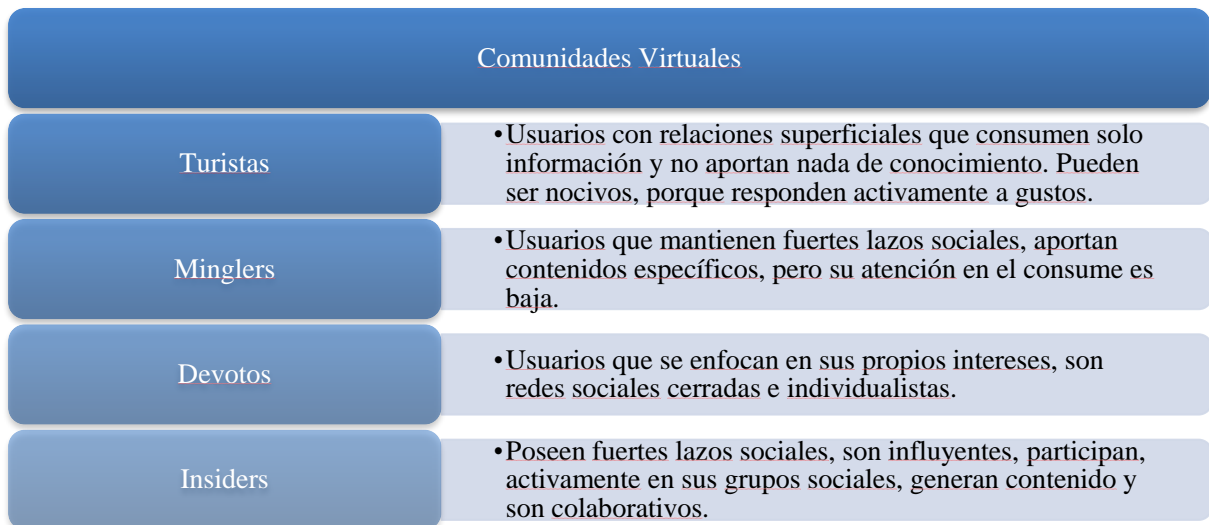 Comunidades Virtuales
Turistas
•Usuarios con relaciones superficiales que consumen solo
información y no aportan nada de conocimiento. Pueden
ser nocivos, porque responden activamente a gustos.
Minglers
•Usuarios que mantienen fuertes lazos sociales, aportan
contenidos específicos, pero su atención en el consume es
baja.
Devotos
•Usuarios que se enfocan en sus propios intereses, son
redes sociales cerradas e individualistas.
Insiders
•Poseen fuertes lazos sociales, son influyentes, participan,
activamente en sus grupos sociales, generan contenido y
son colaborativos.